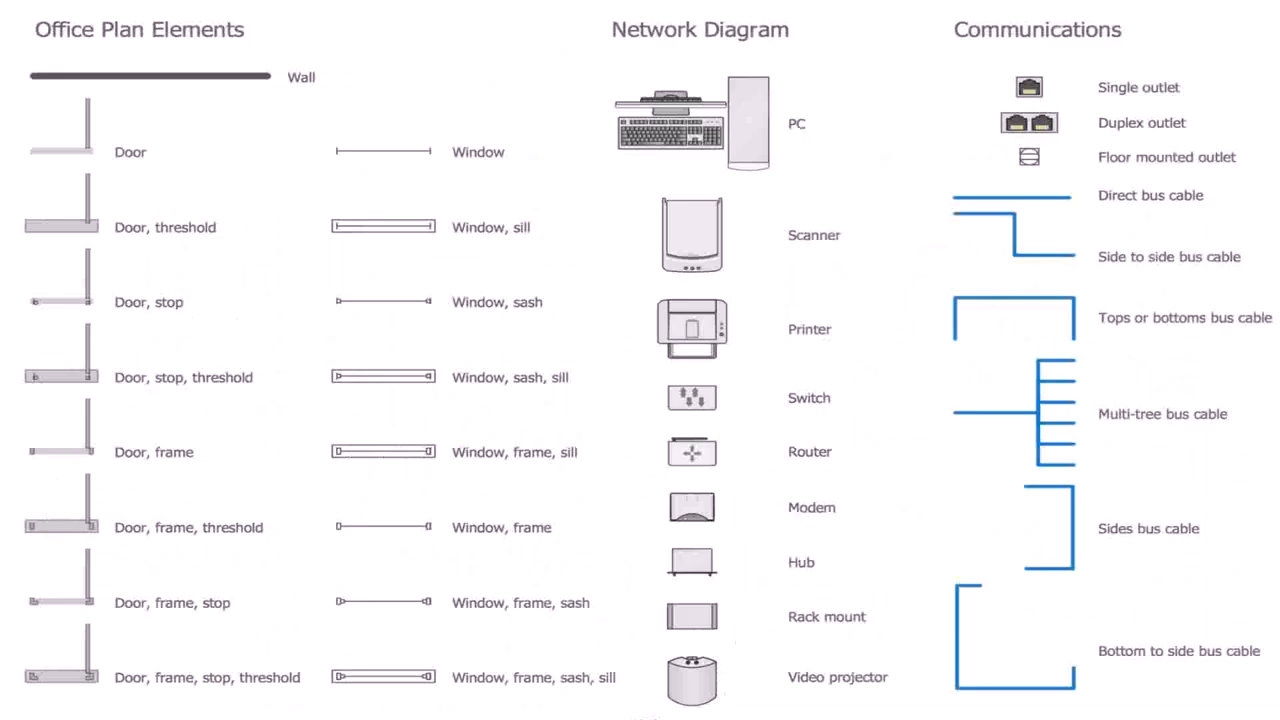 Office Plan Elements
Wall
Door
Window
Door, threshold
Window, sill
Door, stop
Window, sash
Door, stop, threshold
Window, sash, sill
Door, frame
Window, frame, sill
Door, frame, threshold
Window, frame
Door, frame, stop
Window, frame, sash
Door, frame, stop, threshold
Window, frame, sash, sill
Network Diagram
PC
Scanner
Printer
Switch
Router
Modem
Hub
Rack mount
Video projector
Communications
Single outlet
Duplex outlet
Floor mounted outlet
Direct bus cable
Side to side bus cable
Tops or bottoms bus cable
Multi-tree bus cable
Sides bus cable
Bottom to side bus cable